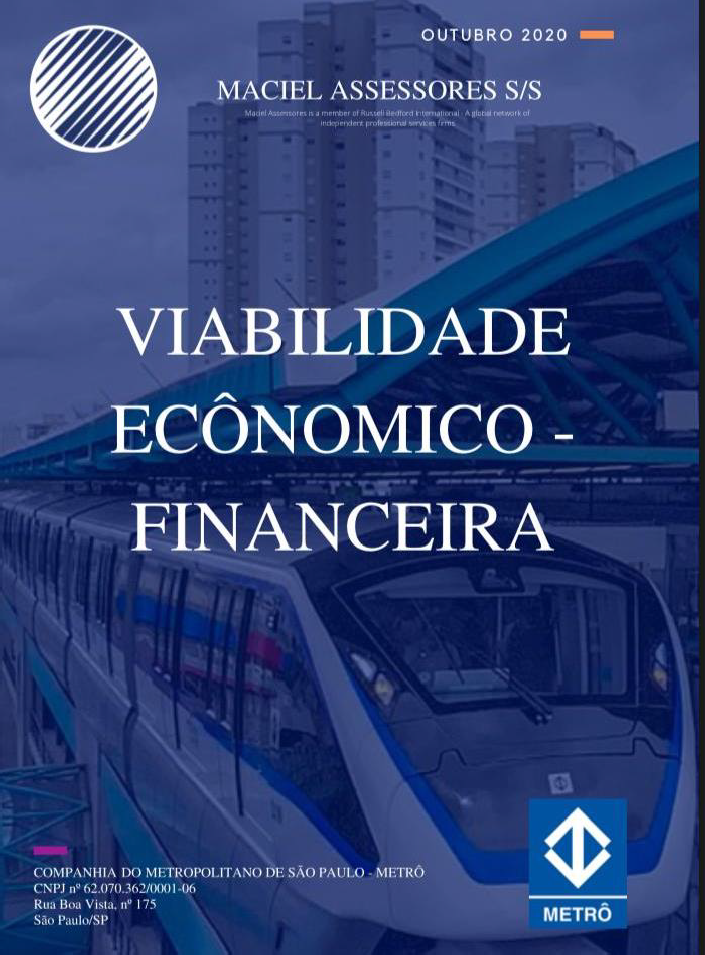 OUTUBRO 2020
MACIEL ASSESSORES S/S
Maciel Assessores is a member of Russell Bedford International - A global network of
independent professional services firms.
VIABILIDADE
ECÔNOMICO -
FINANCEIRA
COMPANHIA DO METROPOLITANO DE SÃO PAULO - METRÔ
CNPJ nº 62.070.362/0001-06
Rua Boa Vista, nº 175
São Paulo/SP
METRÔ